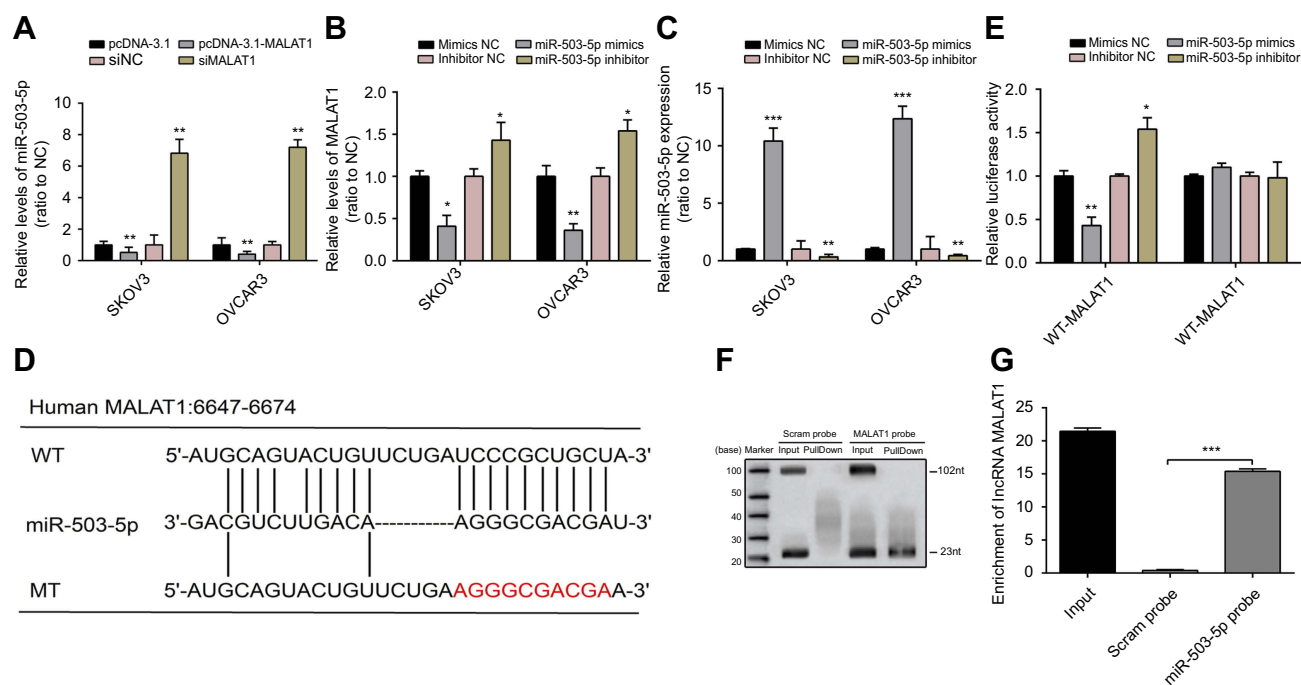 A
pcDNA-3.1 pcDNA-3.1-MALAT1
siNC siMALAT1
Relative levels of miR-503-5p
(ratio to NC)
10
8
6
4
2
1
0
** ** ** **
SKOV3 OVCAR3
B
Mimics NC miR-503-5p mimics
Inhibitor NC miR-503-5p inhibitor
Relative levels of MALAT1
(ratio to NC)
2.0
1.5
1.0
0.5
0.0
* * ** *
SKOV3 OVCAR3
C
Mimics NC miR-503-5p mimics
Inhibitor NC miR-503-5p inhibitor
Relative miR-503-5p expression
(ratio to NC)
15
10
5
0
*** ** *** **
SKOV3 OVCAR3
E
Mimics NC miR-503-5p mimics
Inhibitor NC miR-503-5p inhibitor
Relative luciferase activity
2.0
1.5
1.0
0.5
0.0
** *
WT-MALAT1 WT-MALAT1
D
Human MALAT1:6647-6674
WT 5'-AUGCAGUACUGUUCUGAUCCCGCUGCUA-3'
miR-503-5p 3'-GACGUCUUGACA-----------AGGGCGACGAU-5'
MT 5'-AUGCAGUACUGUUCUGAAGGGCGACGAA-3'
F
Scram probe MALAT1 probe
(base) Marker Input PullDown Input PullDown
100
50
40
30
20
102nt
23nt
G
Enrichment of lncRNA MALAT1
25
20
15
10
5
0
***
Input Scram probe miR-503-5p probe